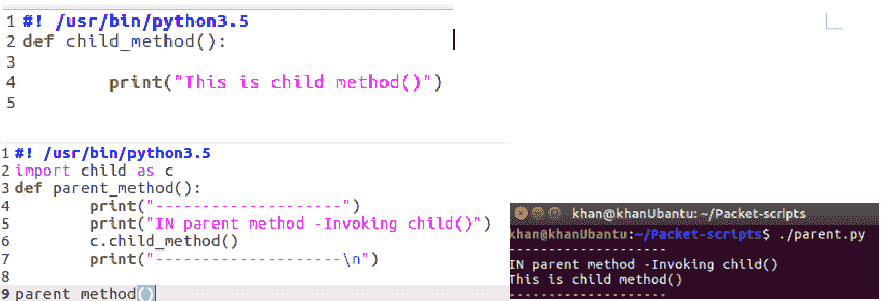 1 #! /usr/bin/python3.5
2 def child_method():
3
4         print("This is child method()")
5
1 #! /usr/bin/python3.5
2 import child as c
3 def parent_method():
4         print("--------------------")
5         print("IN parent method -Invoking child()")
6         c.child_method()
7         print("--------------------\n")
8
9 parent_method()
khan@khanUbantu: ~/Packet-scripts
khan@khanUbantu:~/Packet-scripts$ ./parent.py
--------------------
IN parent method -Invoking child()
This is child method()
--------------------